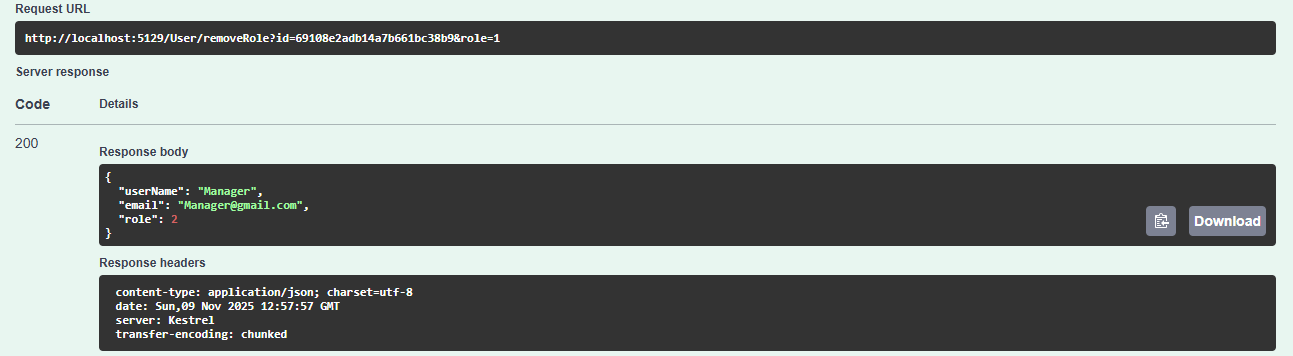 Request URL
http://localhost:5129/User/removeRole?id=69108e2adb14a7b661bc38b9&role=1
Server response
Code Details
200
Response body
{
"userName": "Manager",
"email": "Manager@gmail.com",
"role": 2
}
Download
Response headers
content-type: application/json; charset=utf-8
date: Sun,09 Nov 2025 12:57:57 GMT
server: Kestrel
transfer-encoding: chunked